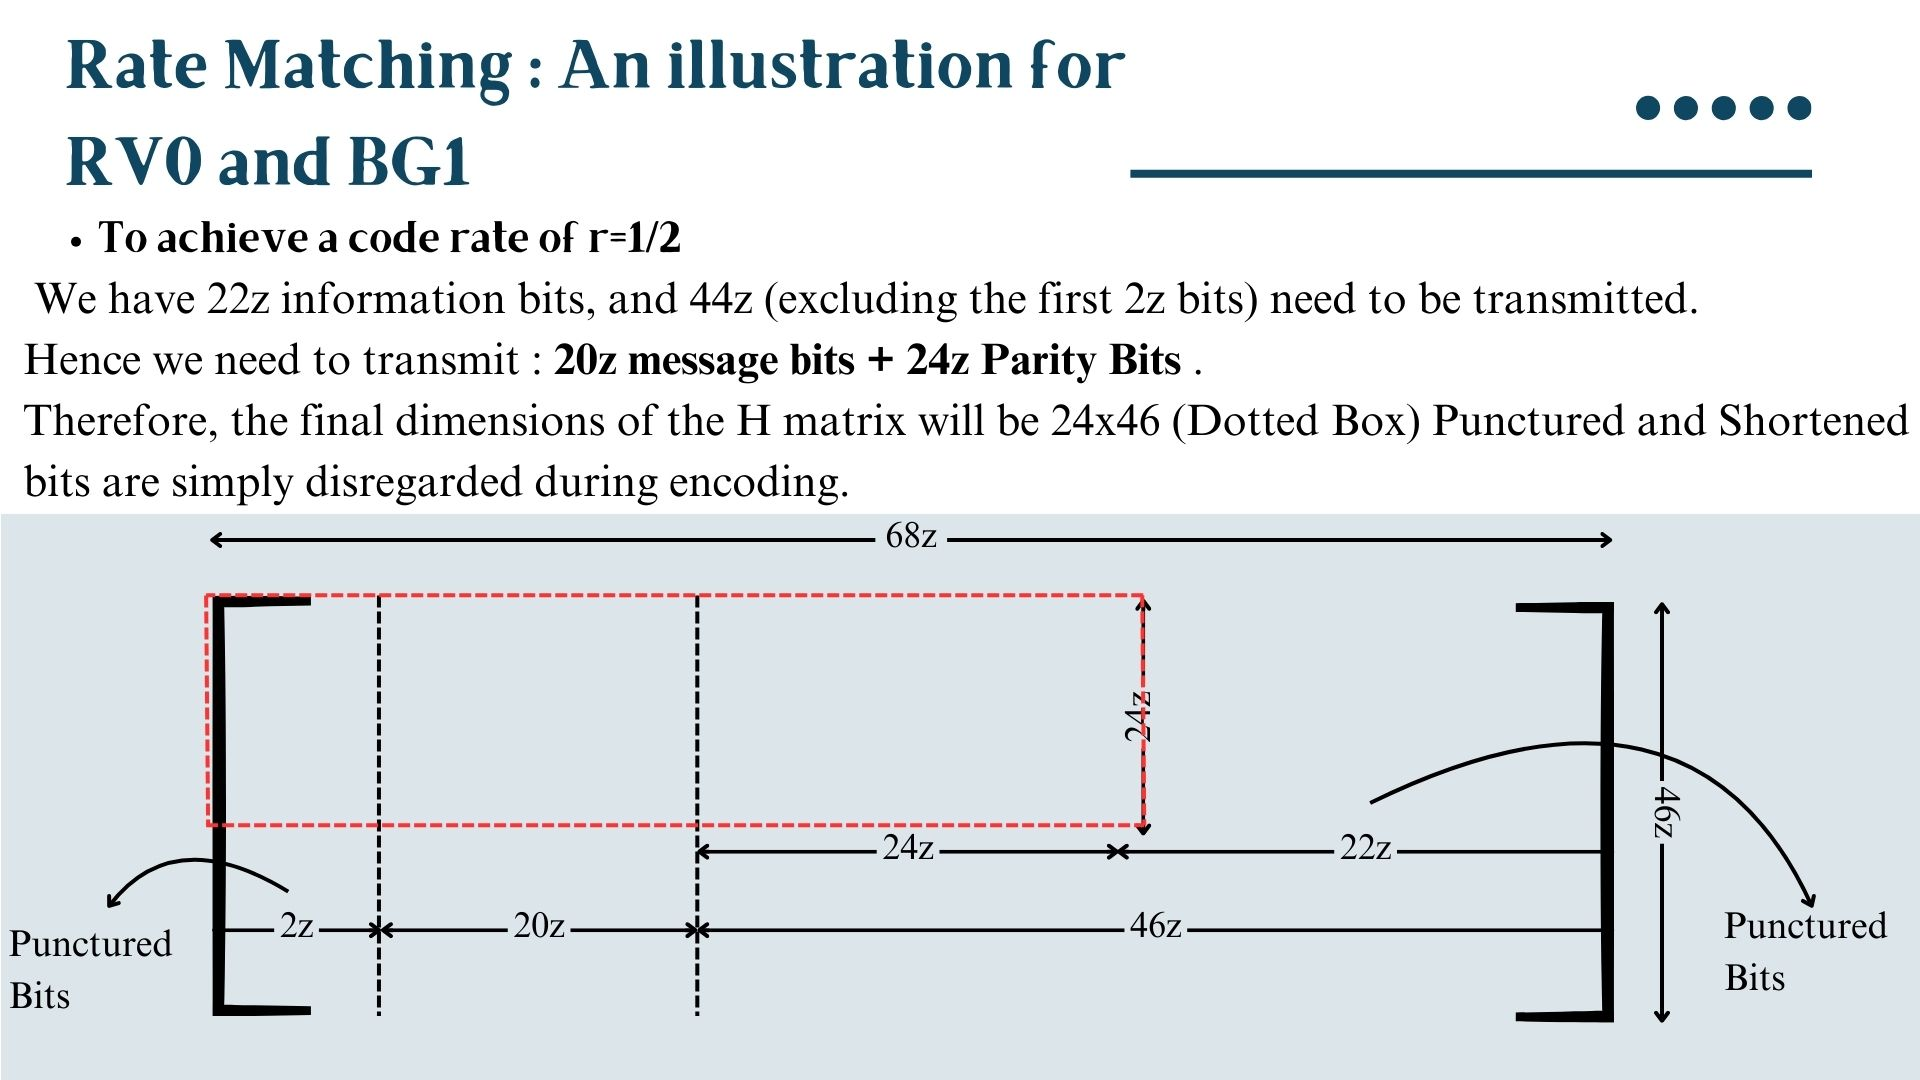 Rate Matching : An illustration for
RV0 and BG1
• To achieve a code rate of r=1/2
We have 22z information bits, and 44z (excluding the first 2z bits) need to be transmitted.
Hence we need to transmit : 20z message bits + 24z Parity Bits .
Therefore, the final dimensions of the H matrix will be 24x46 (Dotted Box) Punctured and Shortened
bits are simply disregarded during encoding.
68z
24z
46z
24z
22z
2z
20z
46z
Punctured
Bits
Punctured
Bits